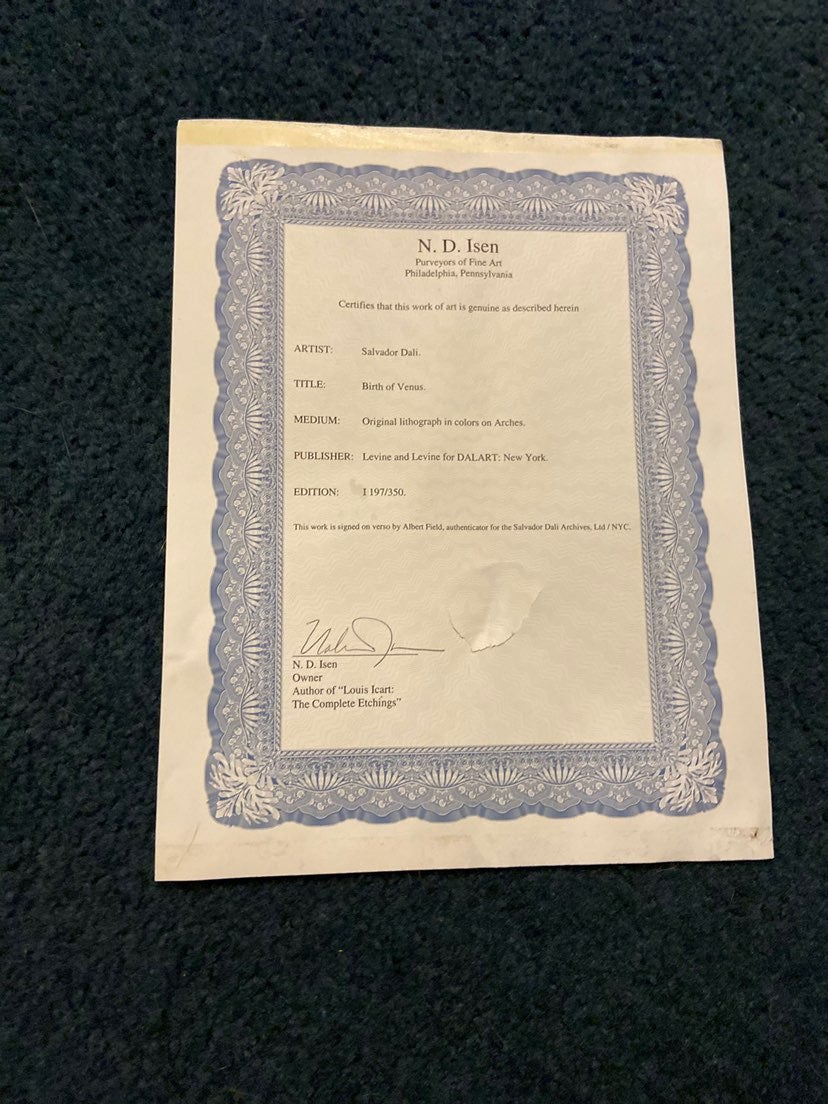 N. D. Isen
Purveyors of Fine Art
Philadelphia, Pennsylvania
Certifies that this work of art is genuine as described herein
ARTIST: Salvador Dali.
TITLE: Birth of Venus.
MEDIUM: Original lithograph in colors on Arches.
PUBLISHER: Levine and Levine for DALART: New York.
EDITION: I 197/350.
This work is signed on verso by Albert Field, authenticator for the Salvador Dali Archives, Ltd / NYC.
N. D. Isen
Owner
Author of “Louis Icart:
The Complete Etchings”